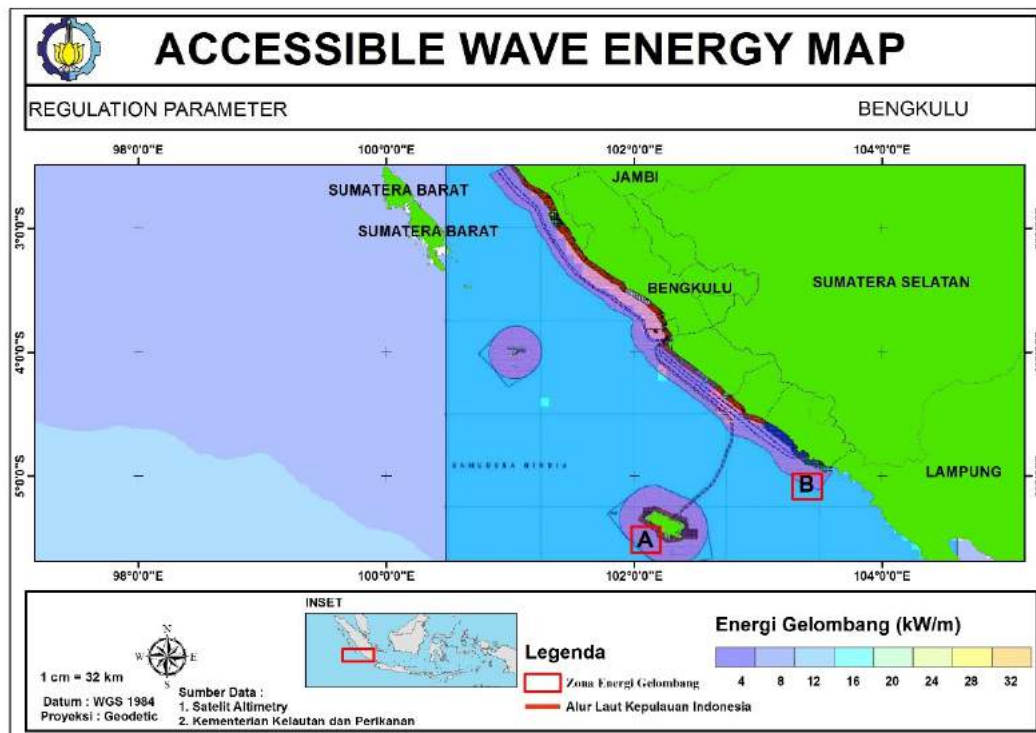 ACCESSIBLE WAVE ENERGY MAP
REGULATION PARAMETER
BENGKULU
98°0'0"E 100°0'0"E 102°0'0"E 104°0'0"E
SUMATERA BARAT
JAMBI
3°0'0"S
SUMATERA BARAT
BENGKULU
SUMATERA SELATAN
4°0'0"S
SAMUDERA HINDIA
LAMPUNG
5°0'0"S
B
A
98°0'0"E 100°0'0"E 102°0'0"E 104°0'0"E
INSET
N
W E
S
1 cm = 32 km
Datum : WGS 1984
Proyeksi : Geodetic
Sumber Data :
1. Satelit Altimetry
2. Kementerian Kelautan dan Perikanan
Legenda
Zona Energi Gelombang
Alur Laut Kepulauan Indonesia
Energi Gelombang (kW/m)
4 8 12 16 20 24 28 32